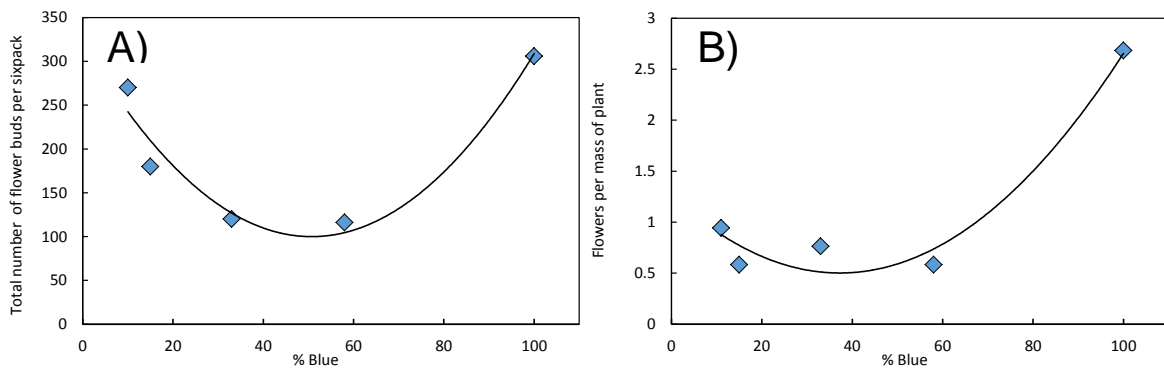 A)
Total number of flower buds per sixpack
350
300
250
200
150
100
50
0
0 20 40 60 80 100
% Blue
B)
Flowers per mass of plant
3
2.5
2
1.5
1
0.5
0
0 20 40 60 80 100
% Blue